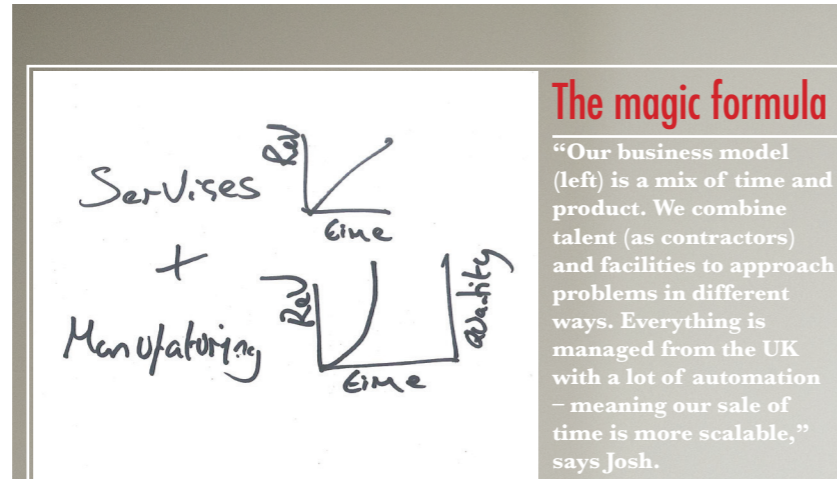 The magic formula
“Our business model
(left) is a mix of time and
product. We combine
talent (as contractors)
and facilities to approach
problems in different
ways. Everything is
managed from the UK
with a lot of automation
– meaning our sale of
time is more scalable,”
says Josh.
Servises
Rev
time
+
Manufatoring
Rev
time
Quantity